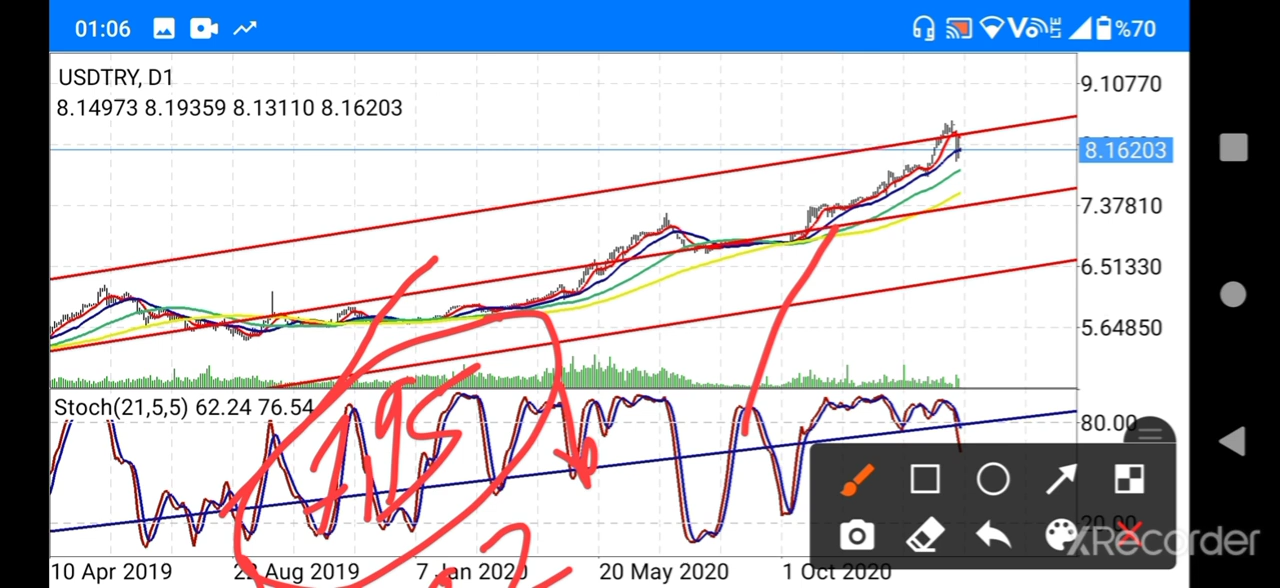 01:06 VoLTE %70
USDTRY, D1
8.14973 8.19359 8.13110 8.16203
9.10770
8.16203
7.37810
6.51330
5.64850
Stoch(21,5,5) 62.24 76.54
80.00
20.00
10 Apr 2019 22 Aug 2019 7 Jan 2020 20 May 2020 1 Oct 2020
XRecorder